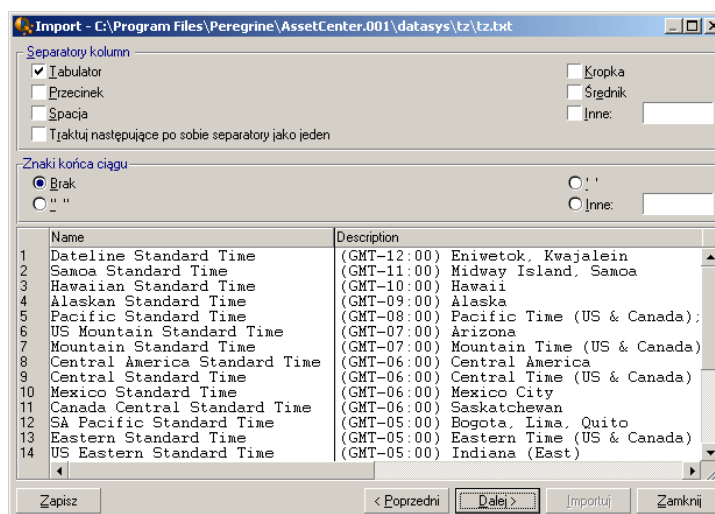 Import - C:\Program Files\Peregrine\AssetCenter.001\datasys\tz\tz.txt
Separatory kolumn
Tabulator
Kropka
Przecinek
Średnik
Spacja
Inne:
Traktuj następujące po sobie separatory jako jeden
Znaki końca ciągu
Brak
' '
" "
Inne:
Name Description
1 Dateline Standard Time (GMT-12:00) Eniwetok, Kwajalein
2 Samoa Standard Time (GMT-11:00) Midway Island, Samoa
3 Hawaiian Standard Time (GMT-10:00) Hawaii
4 Alaskan Standard Time (GMT-09:00) Alaska
5 Pacific Standard Time (GMT-08:00) Pacific Time (US & Canada);
6 US Mountain Standard Time (GMT-07:00) Arizona
7 Mountain Standard Time (GMT-07:00) Mountain Time (US & Canada)
8 Central America Standard Time (GMT-06:00) Central America
9 Central Standard Time (GMT-06:00) Central Time (US & Canada)
10 Mexico Standard Time (GMT-06:00) Mexico City
11 Canada Central Standard Time (GMT-06:00) Saskatchewan
12 SA Pacific Standard Time (GMT-05:00) Bogota, Lima, Quito
13 Eastern Standard Time (GMT-05:00) Eastern Time (US & Canada)
14 US Eastern Standard Time (GMT-05:00) Indiana (East)
Zapisz < Poprzedni Dalej > Importuj Zamknij